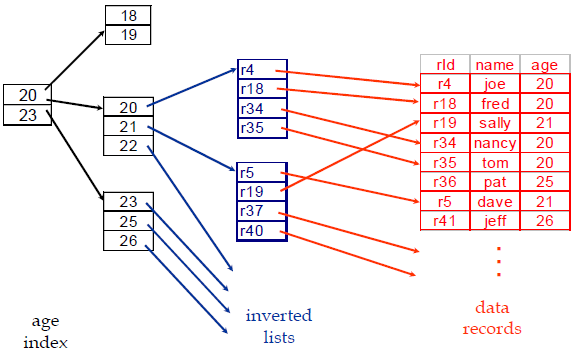 18
19
20
23
20
21
22
23
25
26
age
index
r4
r18
r34
r35
r5
r19
r37
r40
inverted
lists
rId name age
r4 joe 20
r18 fred 20
r19 sally 21
r34 nancy 20
r35 tom 20
r36 pat 25
r5 dave 21
r41 jeff 26
data
records